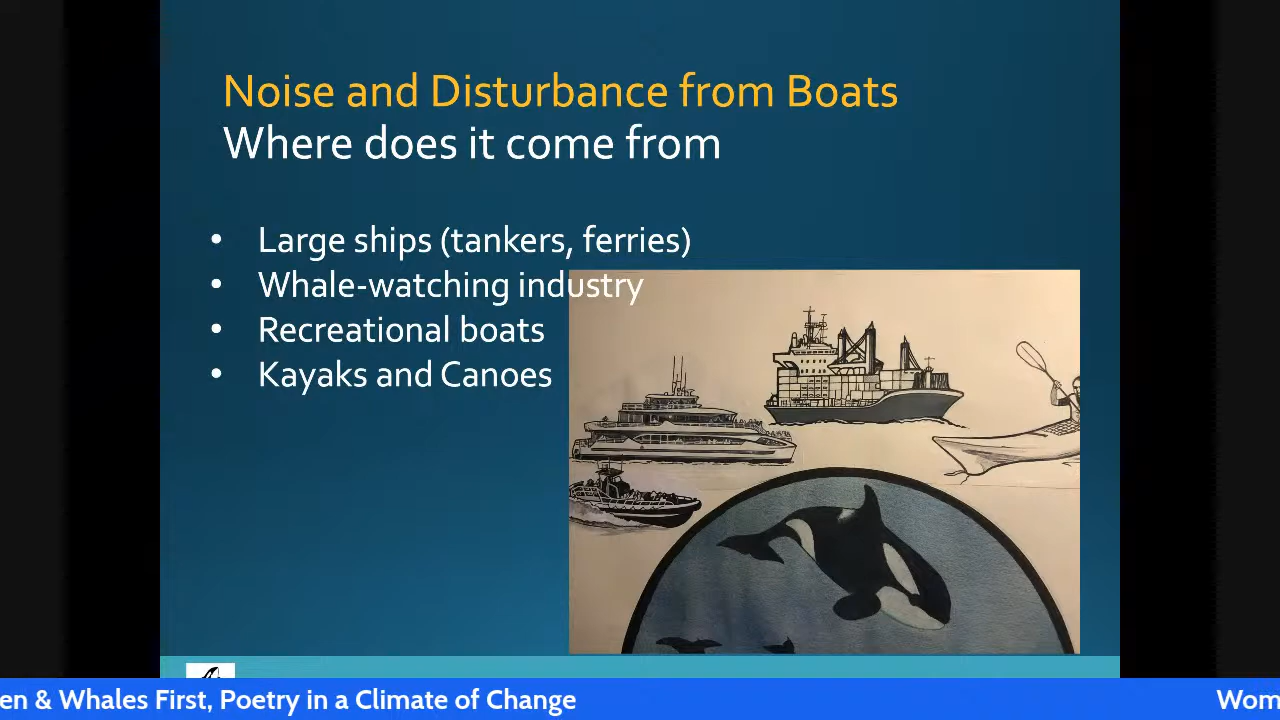 Noise and Disturbance from Boats
Where does it come from
• Large ships (tankers, ferries)
• Whale-watching industry
• Recreational boats
• Kayaks and Canoes
en & Whales First, Poetry in a Climate of Change Wom